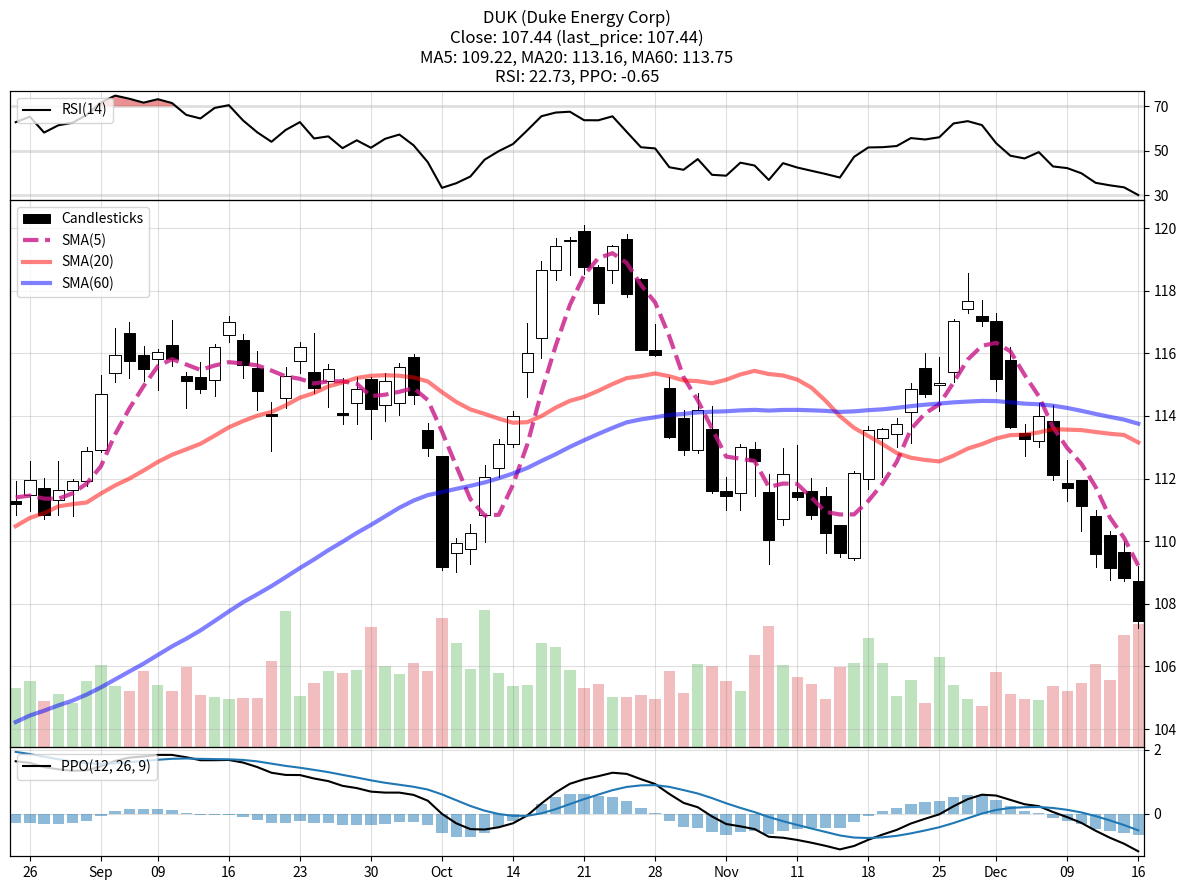 DUK (Duke Energy Corp)
Close: 107.44 (last_price: 107.44)
MA5: 109.22, MA20: 113.16, MA60: 113.75
RSI: 22.73, PPO: -0.65
RSI(14)
70
50
30
Candlesticks
SMA(5)
SMA(20)
SMA(60)
120
118
116
114
112
110
108
106
104
PPO(12, 26, 9)
2
0
26 Sep 09 16 23 30 Oct 14 21 28 Nov 11 18 25 Dec 09 16